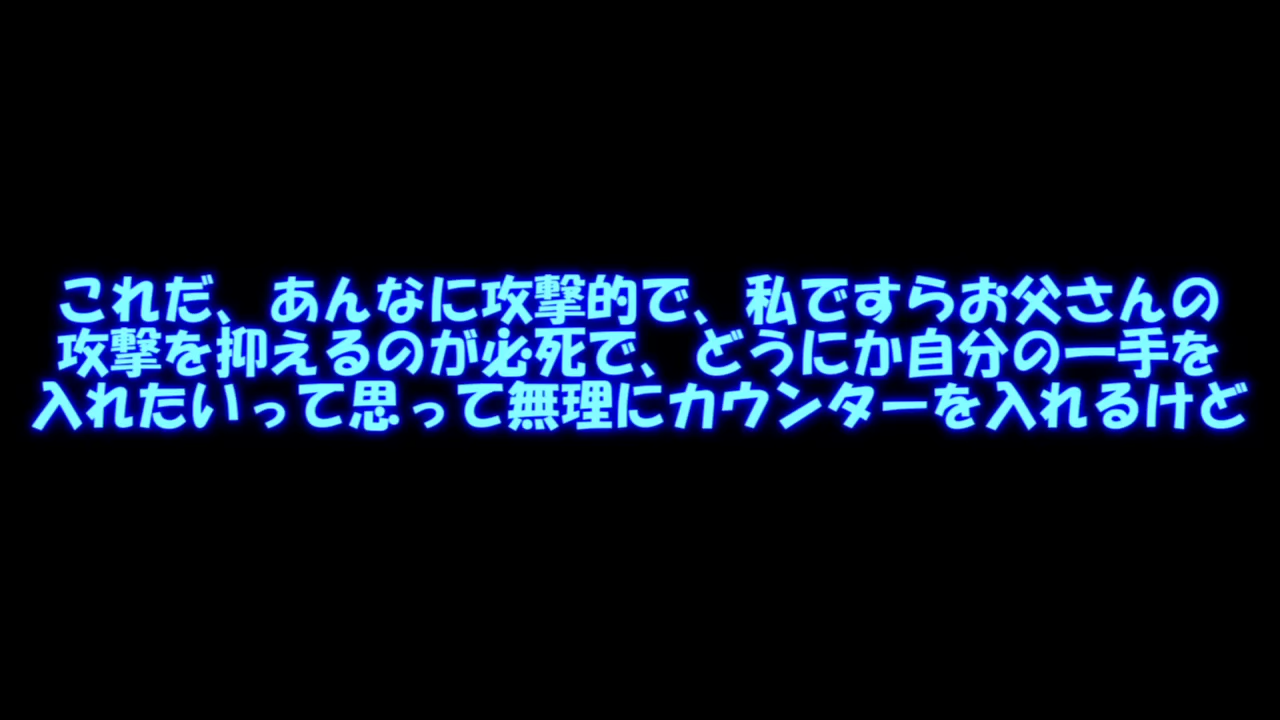 これだ、あんなに攻撃的で、私ですらお父さんの
攻撃を抑えるのが必死で、どうにか自分の一手を
入れたいって思って無理にカウンターを入れるけど